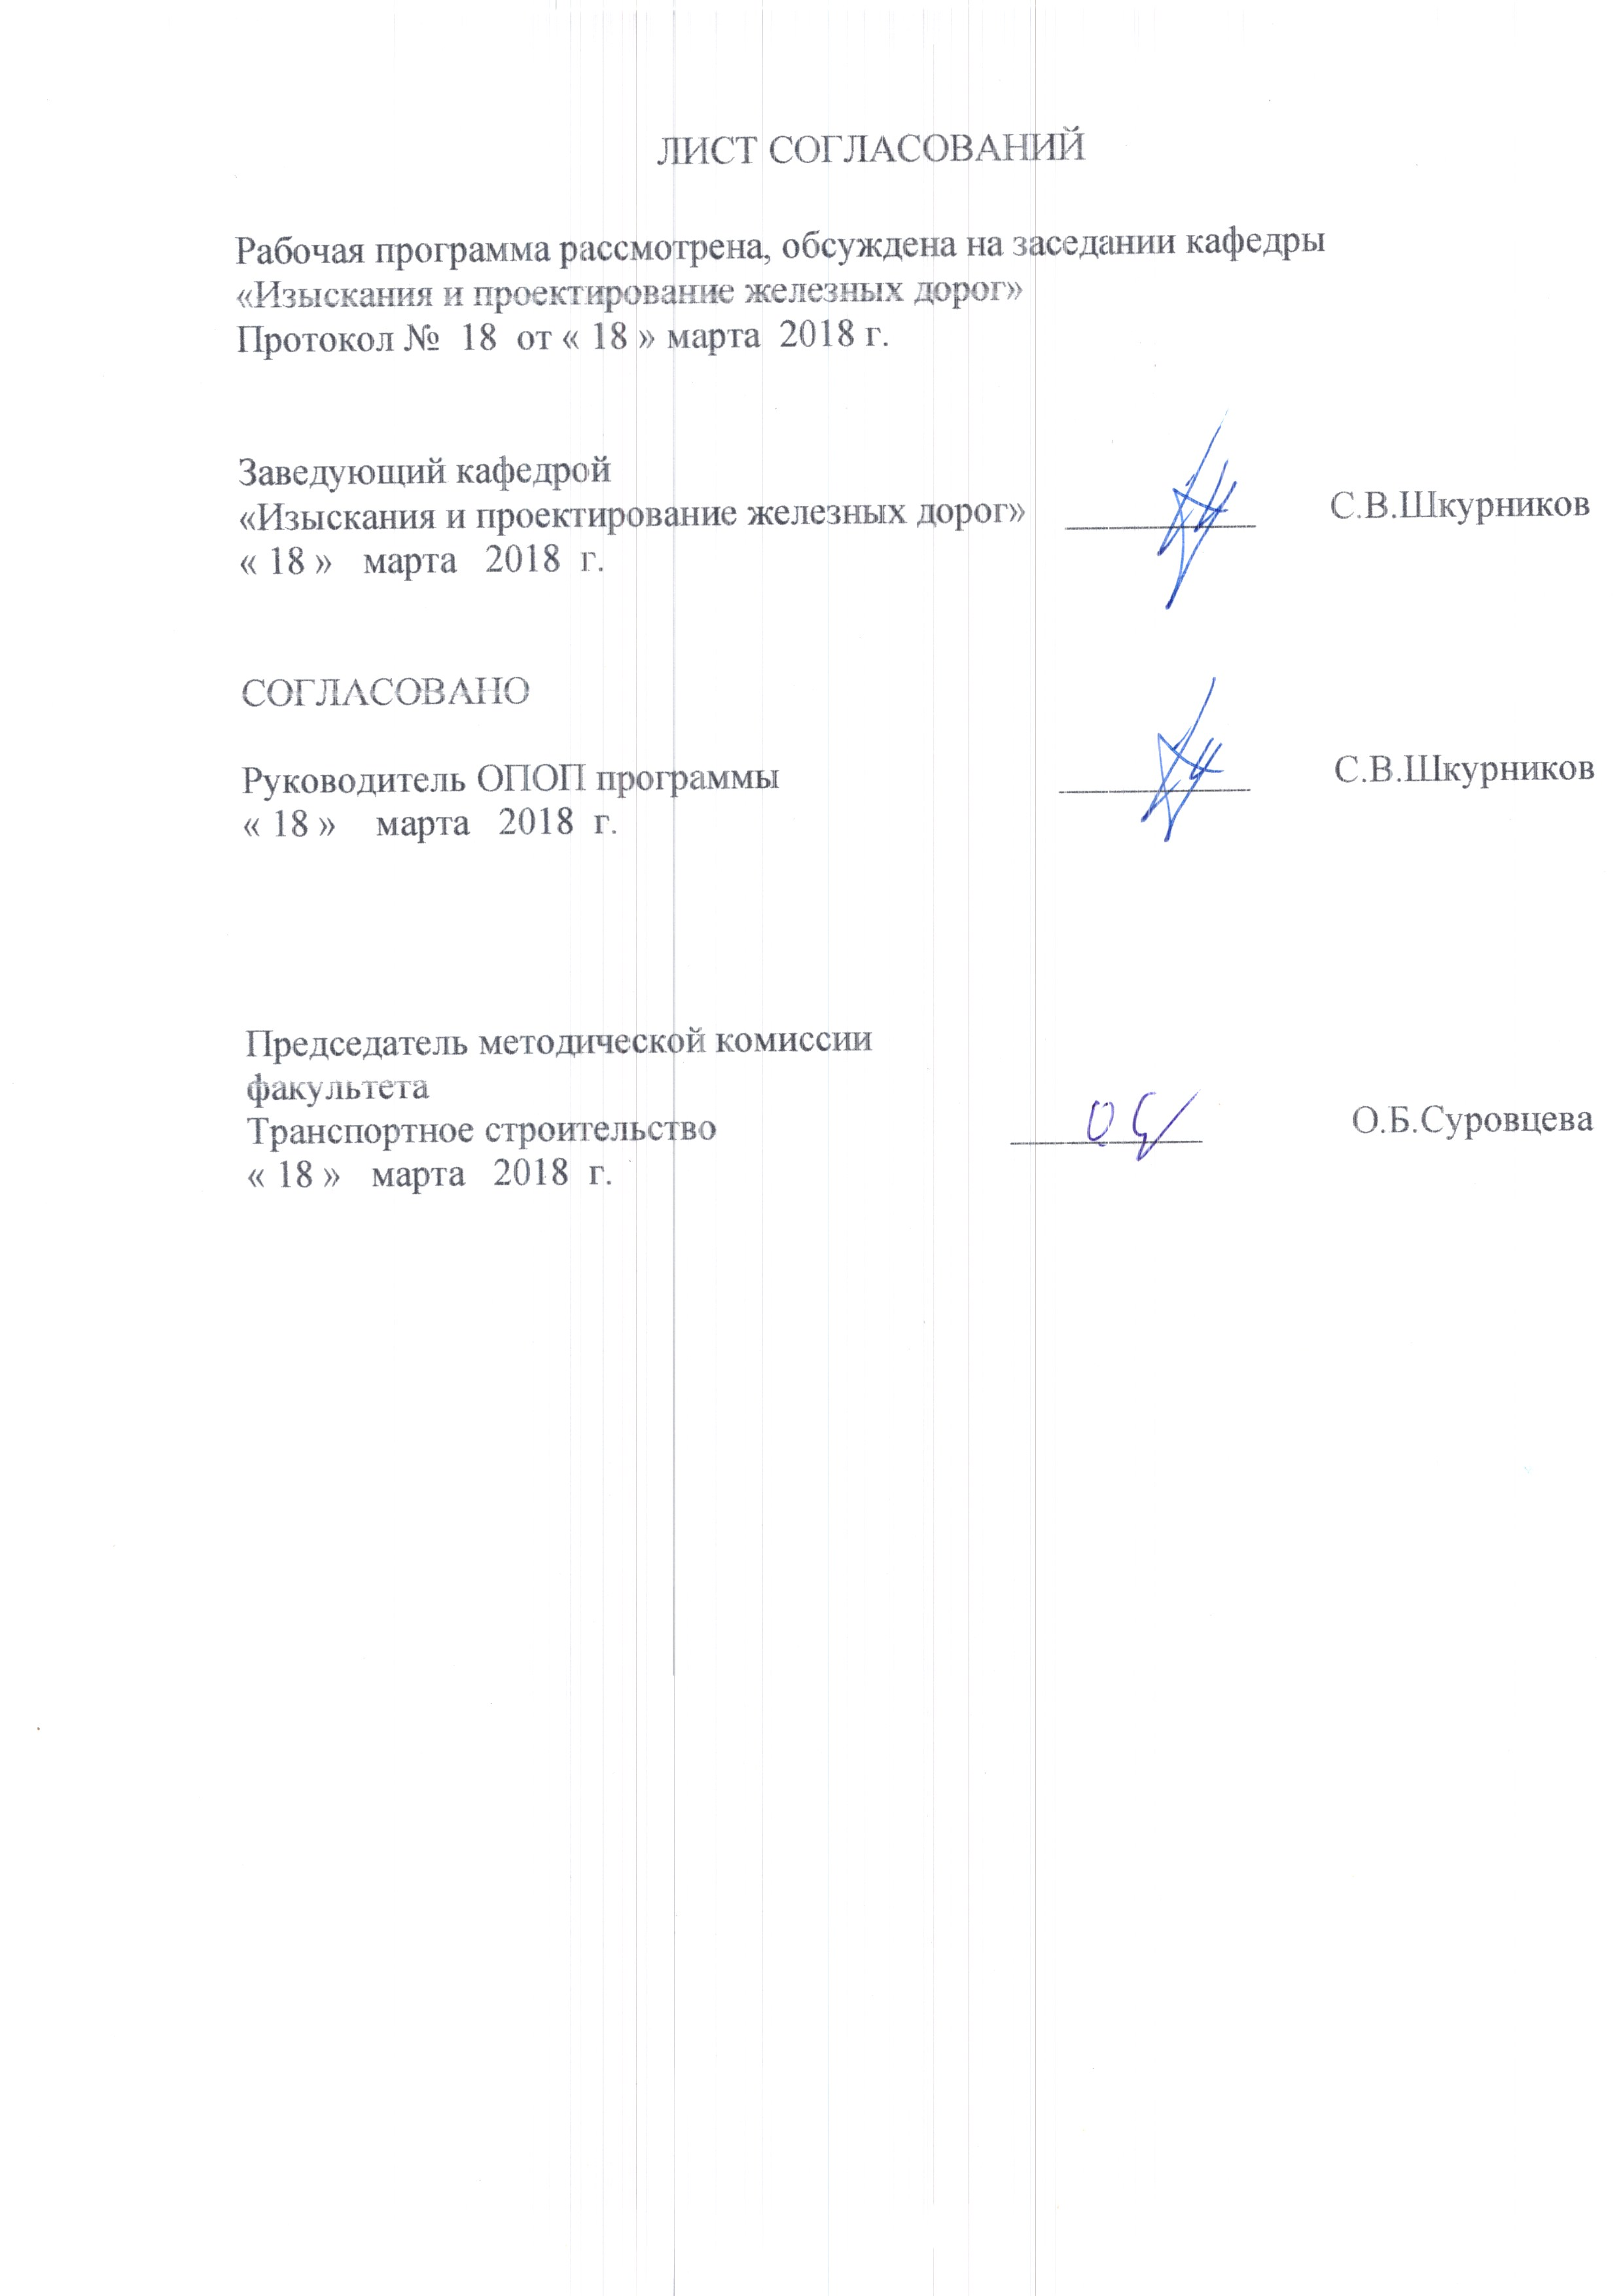 ЛИСТ СОГЛАСОВАНИЙ
Рабочая программа рассмотрена, обсуждена на заседании кафедры
«Изыскания и проектирование железных дорог»
Протокол № 18 от « 18 » марта 2018 г.
Заведующий кафедрой
«Изыскания и проектирование железных дорог» С.В.Шкурников
« 18 » марта 2018 г.
СОГЛАСОВАНО
Руководитель ОПОП программы С.В.Шкурников
« 18 » марта 2018 г.
Председатель методической комиссии
факультета
Транспортное строительство О.Б.Суровцева
« 18 » марта 2018 г.